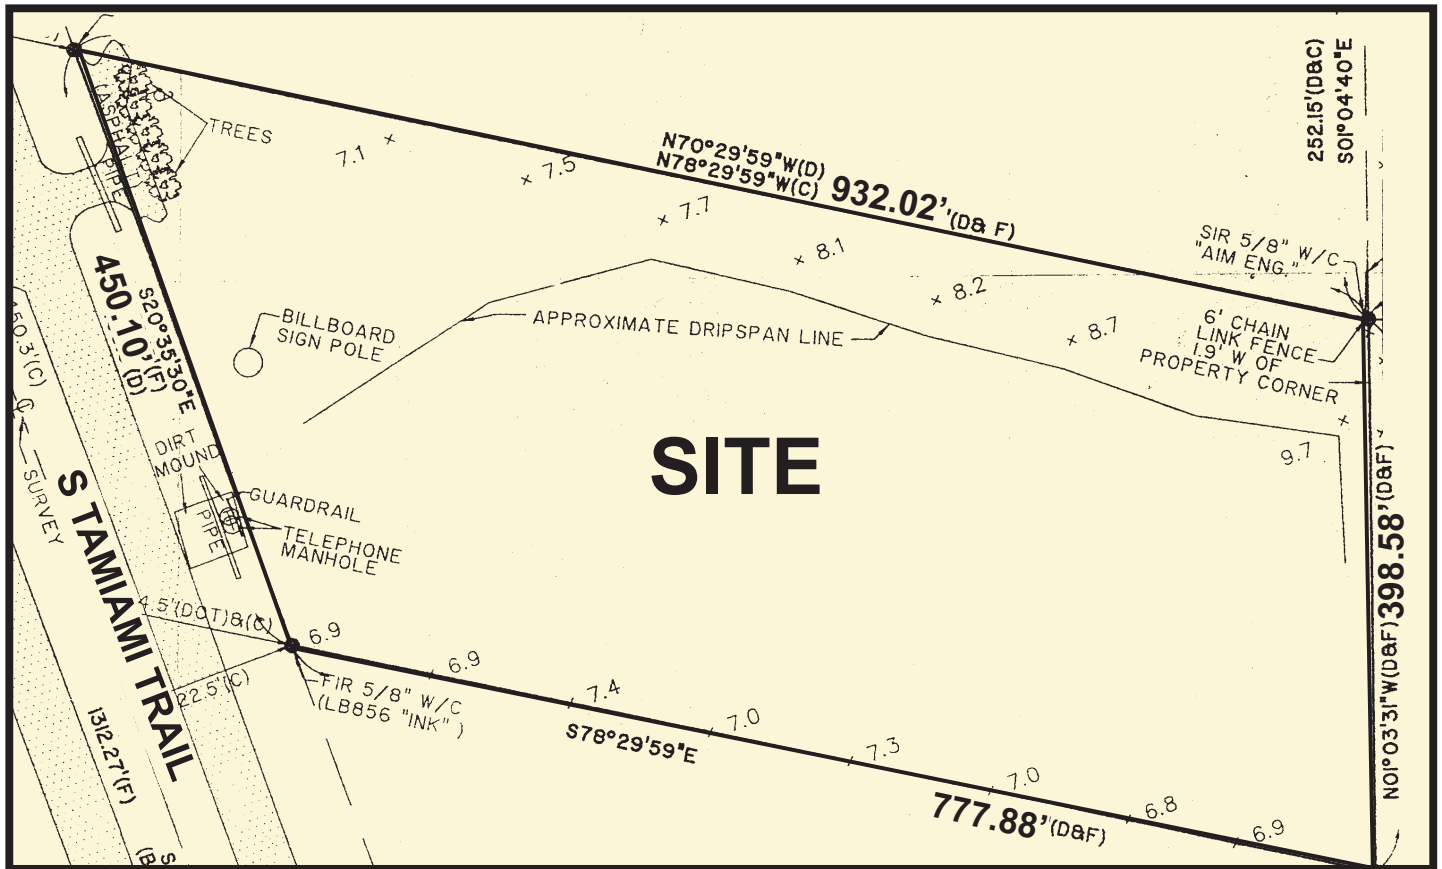 252.15'(D&C)
S01°04'40"E
TREES
ASPHALT
PIPE
7.1
7.5
7.7
8.1
8.2
8.7
9.7
N70°29'59"W(D)
N78°29'59"W(C)
932.02' (D& F)
SIR 5/8" W/C
"AIM ENG."
6' CHAIN
LINK FENCE
1.9' W OF
PROPERTY CORNER
450.10'
(D)
S20°35'30"E
(F)
BILLBOARD
SIGN POLE
APPROXIMATE DRIPSPAN LINE
SITE
450.3'(C)
SURVEY
S TAMIAMI TRAIL
DIRT
MOUND
PIPE
GUARDRAIL
TELEPHONE
MANHOLE
4.5'(DOT)&(C)
22.5'(C)
FIR 5/8" W/C
(LB856 "INK" )
6.9
6.9
7.4
7.0
7.3
7.0
6.8
6.9
S78°29'59"E
777.88' (D&F)
N01°03'31"W(D&F) 398.58' (D&F)
1312.27'(F)
S
(B